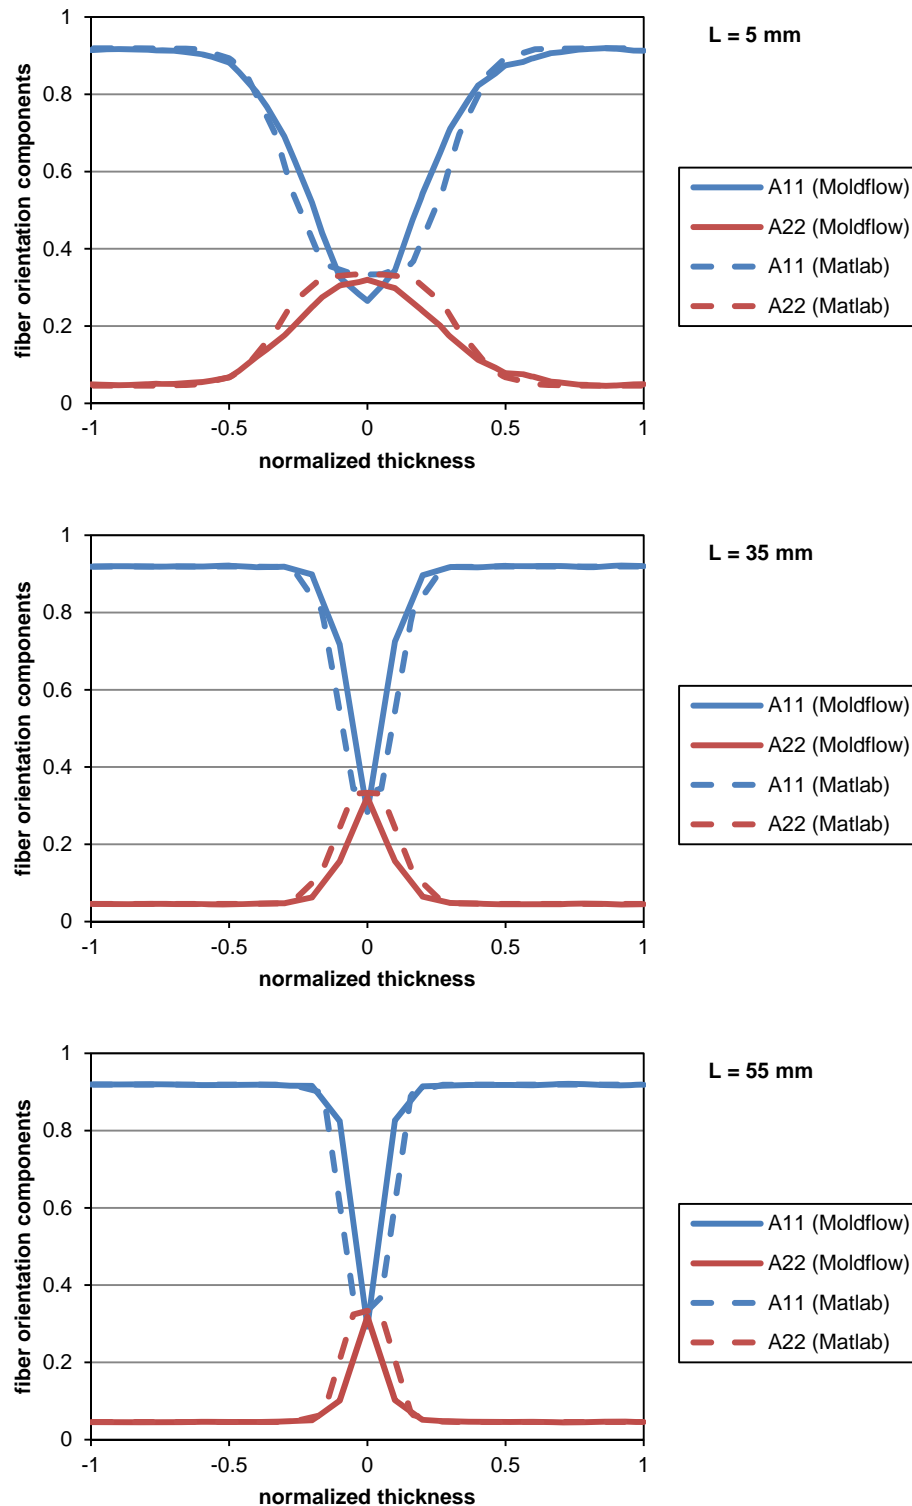 L = 5 mm
fiber orientation components
1
0.8
0.6
0.4
0.2
0
-1 -0.5 0 0.5 1
normalized thickness
A11 (Moldflow)
A22 (Moldflow)
A11 (Matlab)
A22 (Matlab)
L = 35 mm
fiber orientation components
1
0.8
0.6
0.4
0.2
0
-1 -0.5 0 0.5 1
normalized thickness
A11 (Moldflow)
A22 (Moldflow)
A11 (Matlab)
A22 (Matlab)
L = 55 mm
fiber orientation components
1
0.8
0.6
0.4
0.2
0
-1 -0.5 0 0.5 1
normalized thickness
A11 (Moldflow)
A22 (Moldflow)
A11 (Matlab)
A22 (Matlab)